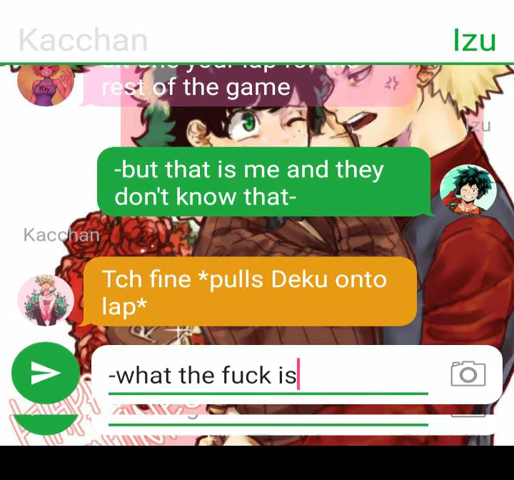 Kacchan
Izu
rest of the game
Izu
-but that is me and they
don't know that-
Kacchan
Tch fine *pulls Deku onto
lap*
-what the fuck is